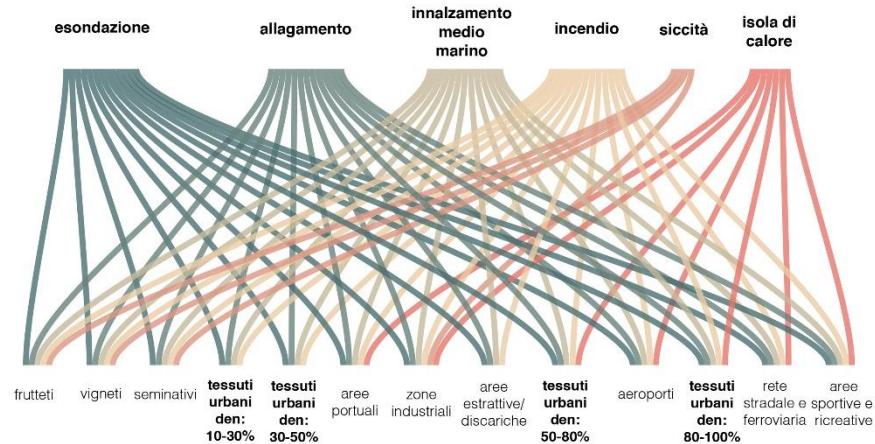 esondazione
allagamento
innalzamento
medio
marino
incendio
siccità
isola di
calore
frutteti
vigneti
seminativi
tessuti
urbani
den:
10-30%
tessuti
urbani
den:
30-50%
aree
portuali
zone
industriali
aree
estrattive/
discariche
tessuti
urbani
den:
50-80%
aeroporti
tessuti
urbani
den:
80-100%
rete
stradale e
ferroviaria
aree
sportive e
ricreative